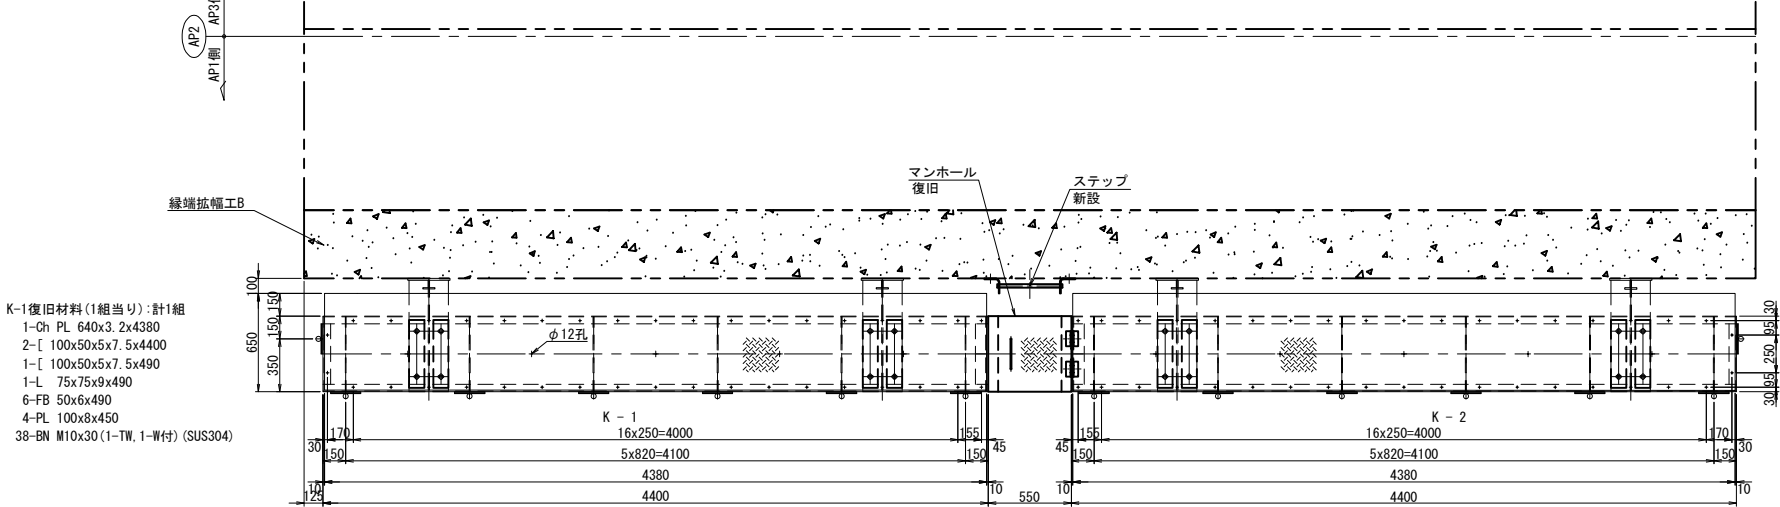 AP3
AP2
AP1側
マンホール
復旧
ステップ
新設
縁端拡幅工B
100
150
150
650
350
K-1復旧材料(1組当り):計1組
1-Ch PL 640x3.2x4380
2-[ 100x50x5x7.5x4400
1-[ 100x50x5x7.5x490
1-L 75x75x9x490
6-FB 50x6x490
4-PL 100x8x450
38-BN M10x30(1-TW,1-W付)(SUS304)
φ12孔
30
95
250
95
30
K - 1
K - 2
30 170 16x250=4000 155 45 45 155 16x250=4000 170 30
150 5x820=4100 150 150 5x820=4100 150
10 4380 10 10 4380 10
125 4400 550 4400